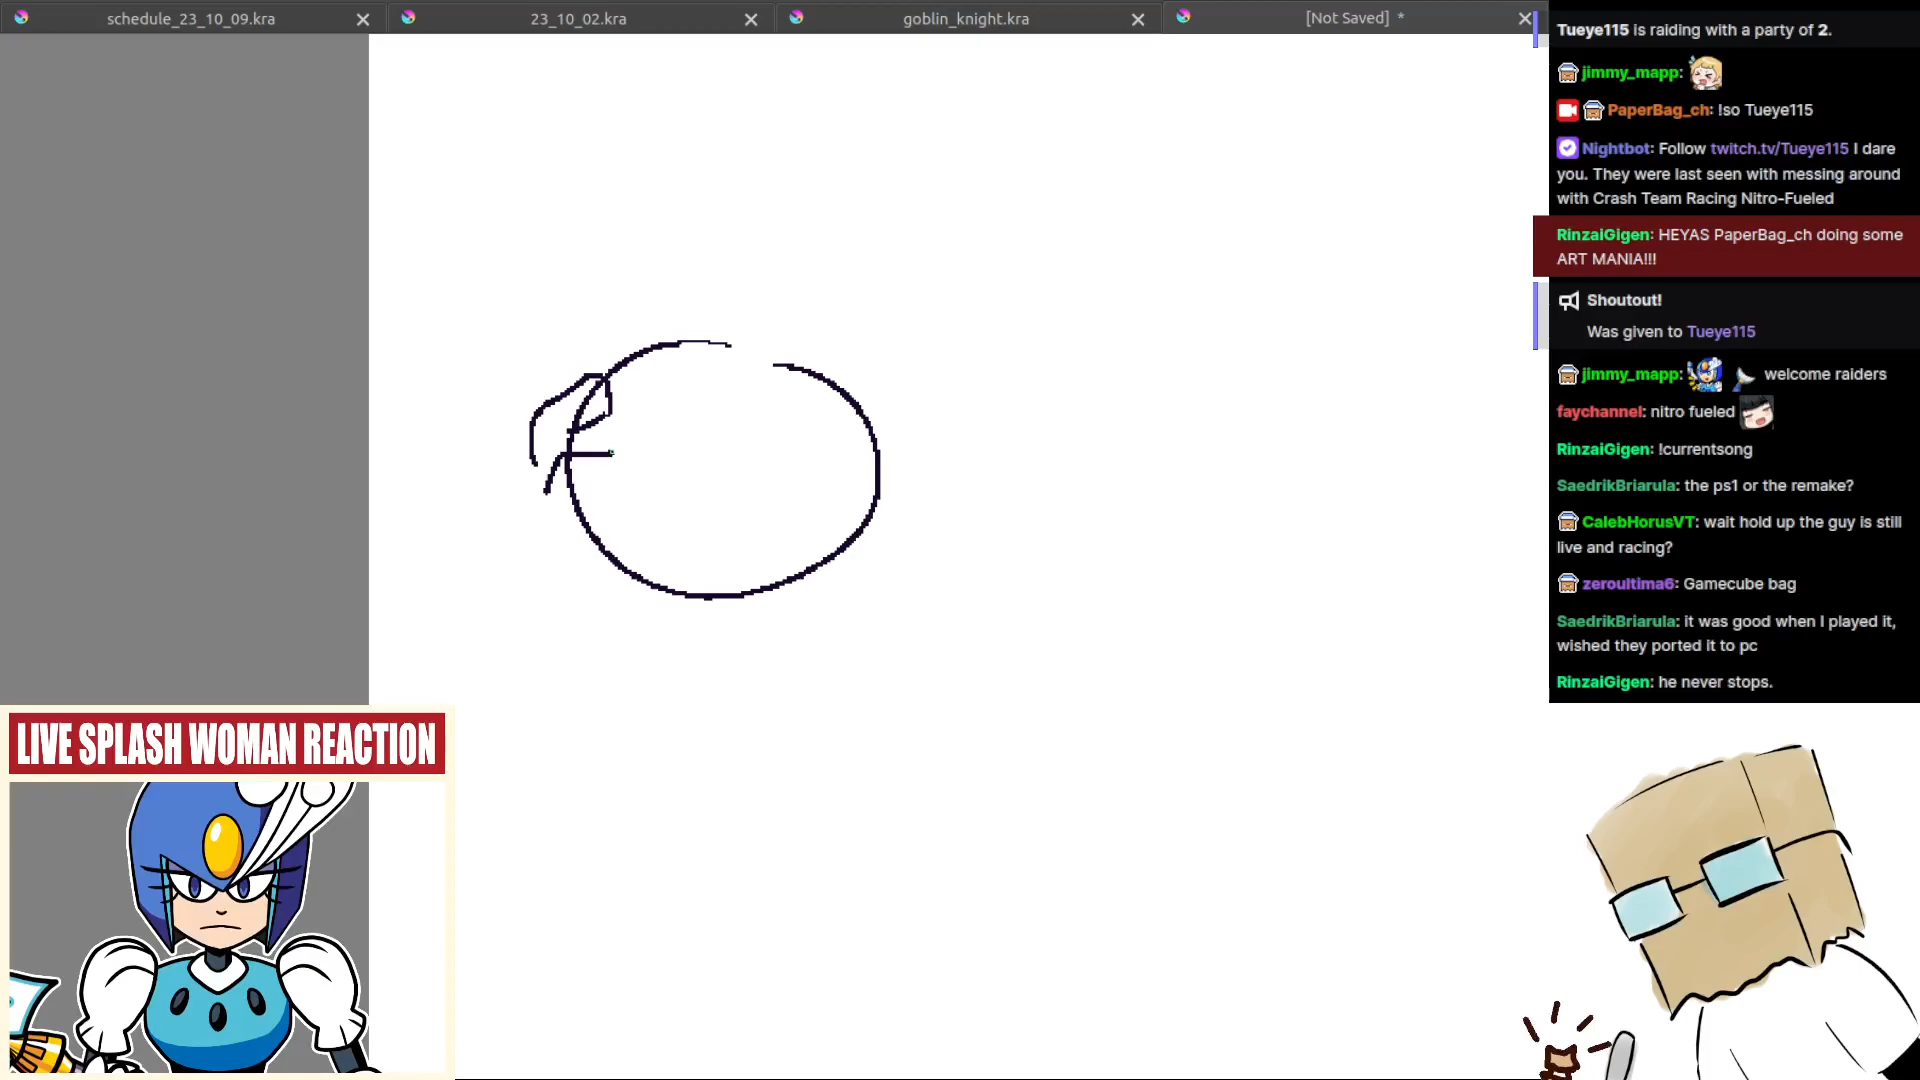 schedule_23_10_09.kra
23_10_02.kra
goblin_knight.kra
[Not Saved] *
Tueye115 is raiding with a party of 2.
jimmy_mapp:
PaperBag_ch: !so Tueye115
Nightbot: Follow twitch.tv/Tueye115 I dare
you. They were last seen with messing around
with Crash Team Racing Nitro-Fueled
RinzaiGigen: HEYAS PaperBag_ch doing some
ART MANIA!!!
Shoutout!
Was given to Tueye115
jimmy_mapp: welcome raiders
faychannel: nitro fueled
RinzaiGigen: !currentsong
SaedrikBriarula: the ps1 or the remake?
CalebHorusVT: wait hold up the guy is still
live and racing?
zeroultima6: Gamecube bag
SaedrikBriarula: it was good when I played it,
wished they ported it to pc
RinzaiGigen: he never stops.
LIVE SPLASH WOMAN REACTION